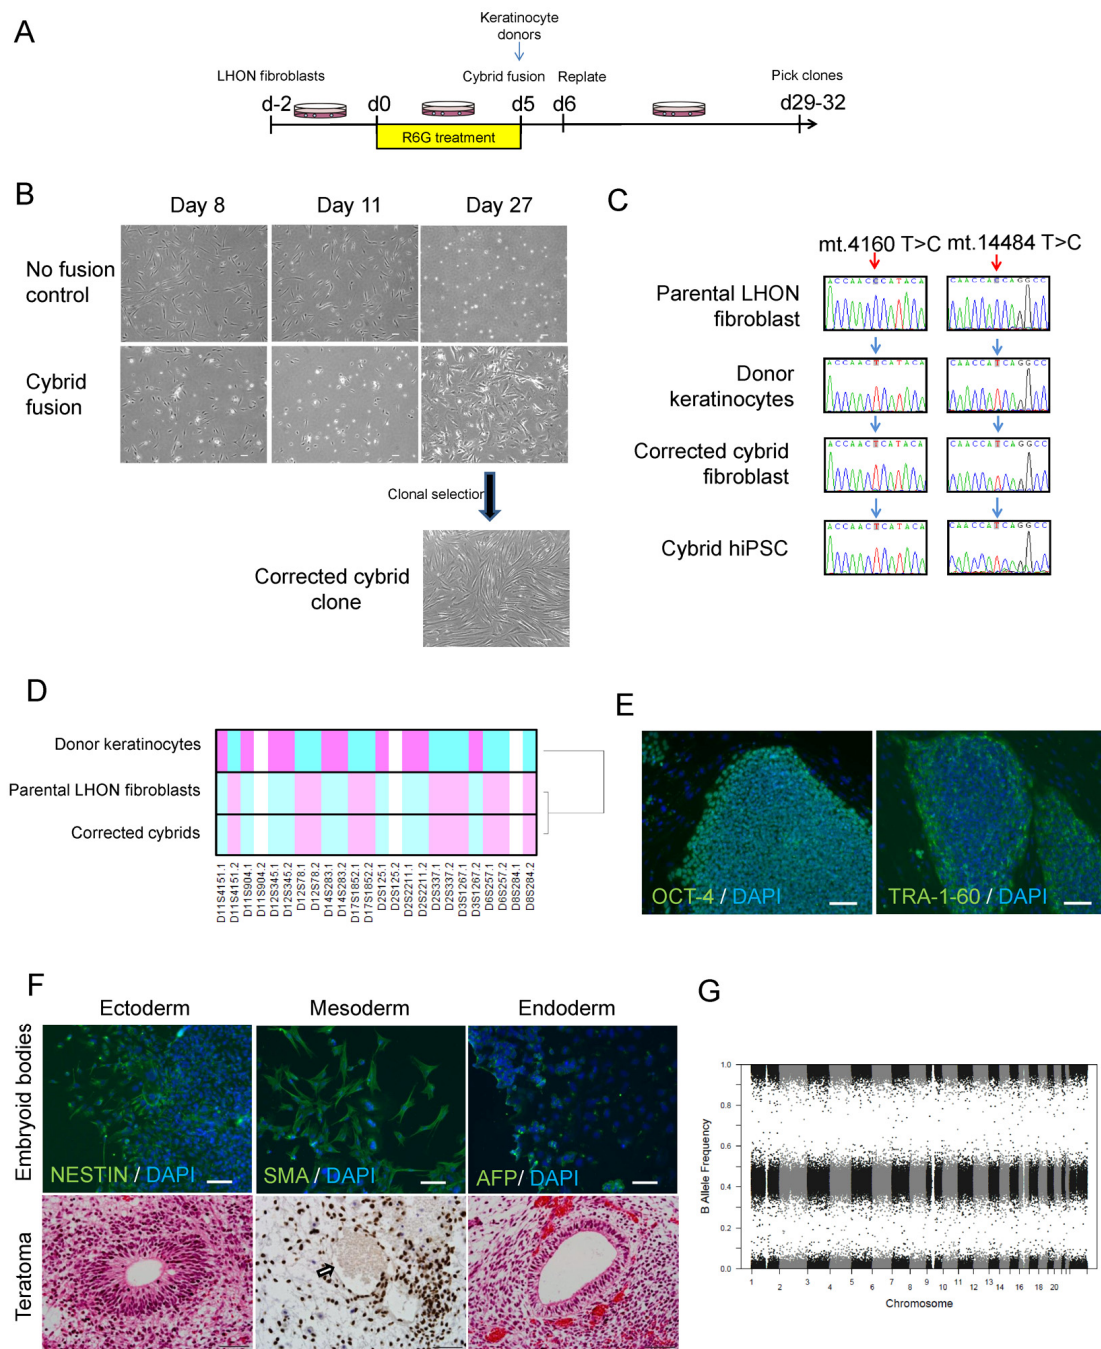 A
Keratinocyte
donors
LHON fibroblasts
Cybrid fusion
Replate
Pick clones
d-2
d0
d5
d6
d29-32
R6G treatment
B
Day 8
Day 11
Day 27
No fusion
control
Cybrid
fusion
Clonal selection
Corrected cybrid
clone
C
mt.4160 T>C
mt.14484 T>C
Parental LHON
fibroblast
ACCAACCCATACA
CAACCACCAGGCC
Donor
keratinocytes
ACCAACTCATACA
CAACCATCAGGCC
Corrected cybrid
fibroblast
ACCAACTCATACA
CAACCATCAGGCC
Cybrid hiPSC
ACCAACTCATACA
CAACCATCAGGCC
D
Donor keratinocytes
Parental LHON fibroblasts
Corrected cybrids
D11S4151.1
D11S4151.2
D11S904.1
D11S904.2
D12S345.1
D12S345.2
D12S78.1
D12S78.2
D14S283.1
D14S283.2
D17S1852.1
D17S1852.2
D2S125.1
D2S125.2
D2S2211.1
D2S2211.2
D2S337.1
D2S337.2
D3S1267.1
D3S1267.2
D6S257.1
D6S257.2
D8S284.1
D8S284.2
E
OCT-4 / DAPI
TRA-1-60 / DAPI
F
Ectoderm
Mesoderm
Endoderm
Embryoid bodies
NESTIN / DAPI
SMA / DAPI
AFP/ DAPI
Teratoma
G
B Allele Frequency
1.0
0.8
0.6
0.4
0.2
0.0
1 2 3 4 5 6 7 8 9 10 11 12 13 14 16 18 20
Chromosome